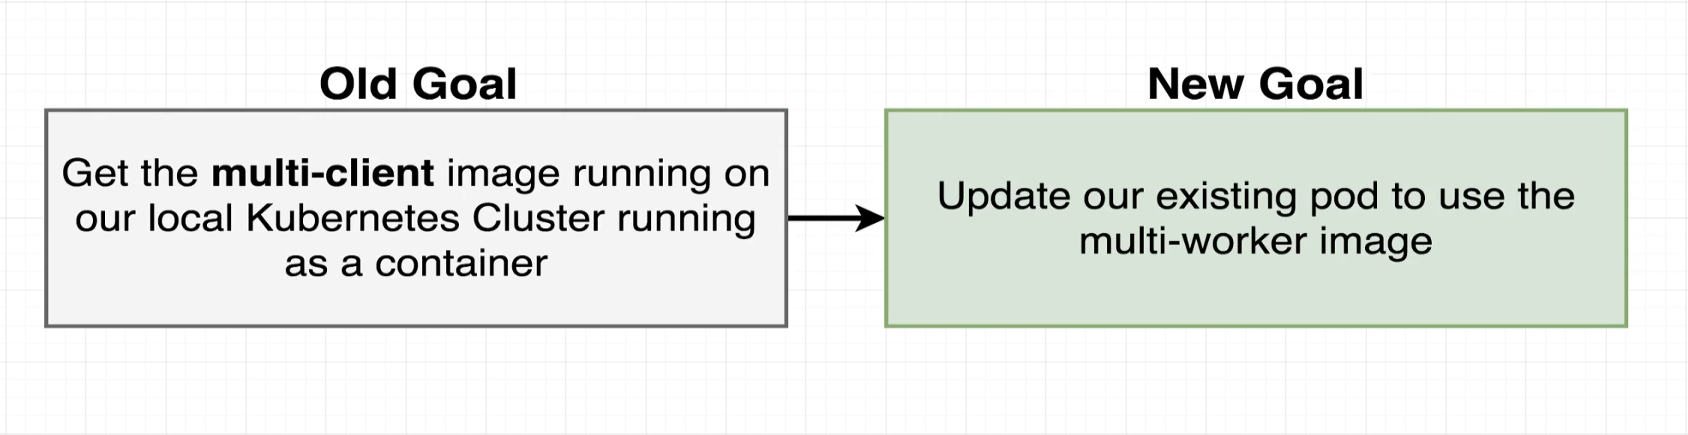 Old Goal
Get the multi-client image running on
our local Kubernetes Cluster running
as a container
New Goal
Update our existing pod to use the
multi-worker image